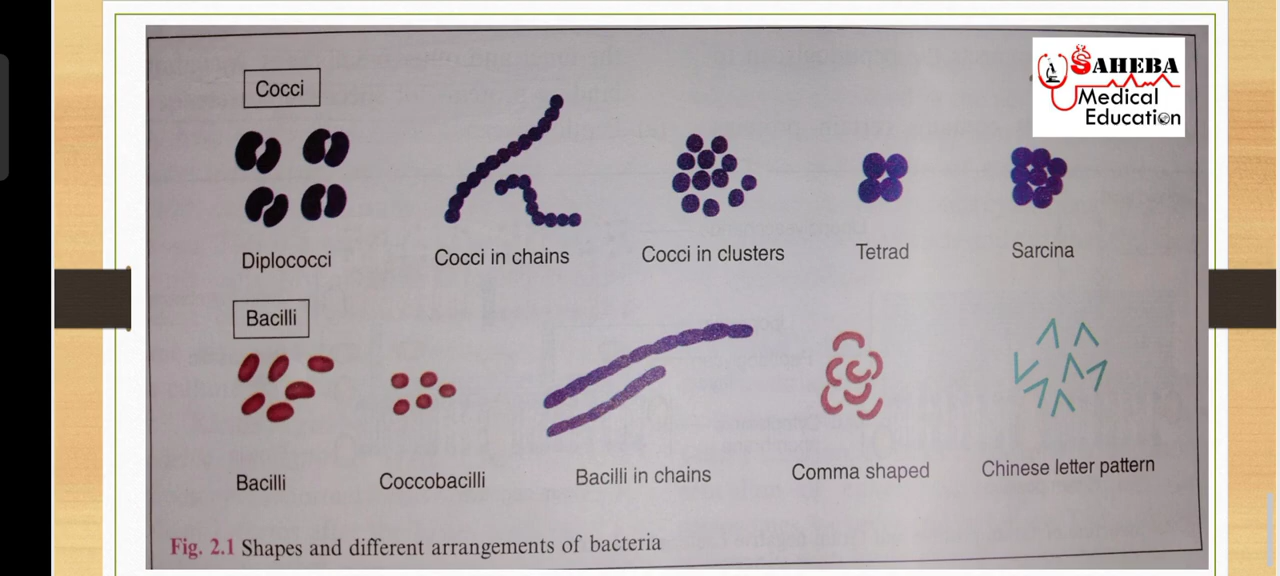 SAHEBA
Medical
Education
Cocci
Diplococci
Cocci in chains
Cocci in clusters
Tetrad
Sarcina
Bacilli
Bacilli
Coccobacilli
Bacilli in chains
Comma shaped
Chinese letter pattern
Fig. 2.1 Shapes and different arrangements of bacteria